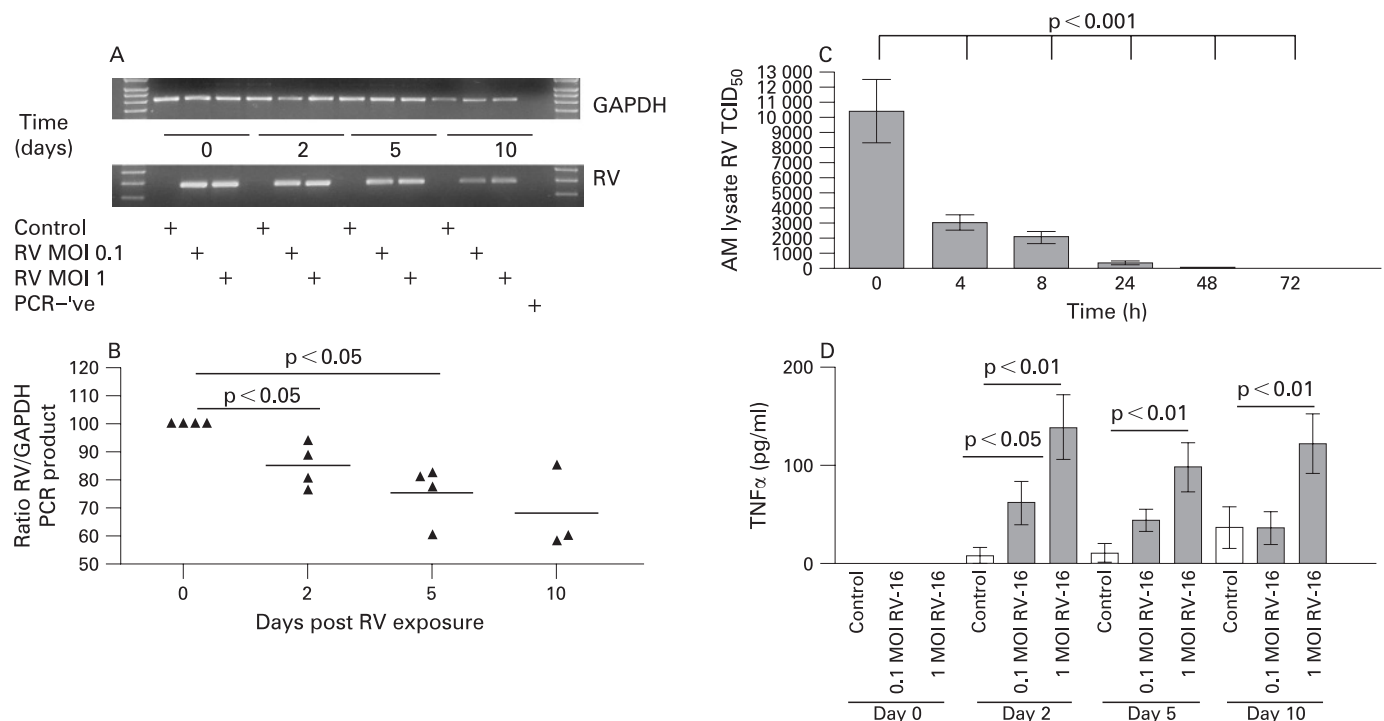 A
GAPDH
Time
(days)
0 2 5 10
RV
Control + + + +
RV MOI 0.1 + + + +
RV MOI 1 + + + +
PCR–'ve +
B
p < 0.05
p < 0.05
Ratio RV/GAPDH
PCR product
120
110
100
90
80
70
60
50
0 2 5 10
Days post RV exposure
C
p < 0.001
AM lysate RV TCID50
13 000
12 000
11 000
10 000
9000
8000
7000
6000
5000
4000
3000
2000
1000
0
0 4 8 24 48 72
Time (h)
D
p < 0.01
p < 0.05
p < 0.01
p < 0.01
TNFα (pg/ml)
200
100
0
Control
0.1 MOI RV-16
1 MOI RV-16
Control
0.1 MOI RV-16
1 MOI RV-16
Control
0.1 MOI RV-16
1 MOI RV-16
Control
0.1 MOI RV-16
1 MOI RV-16
Day 0 Day 2 Day 5 Day 10